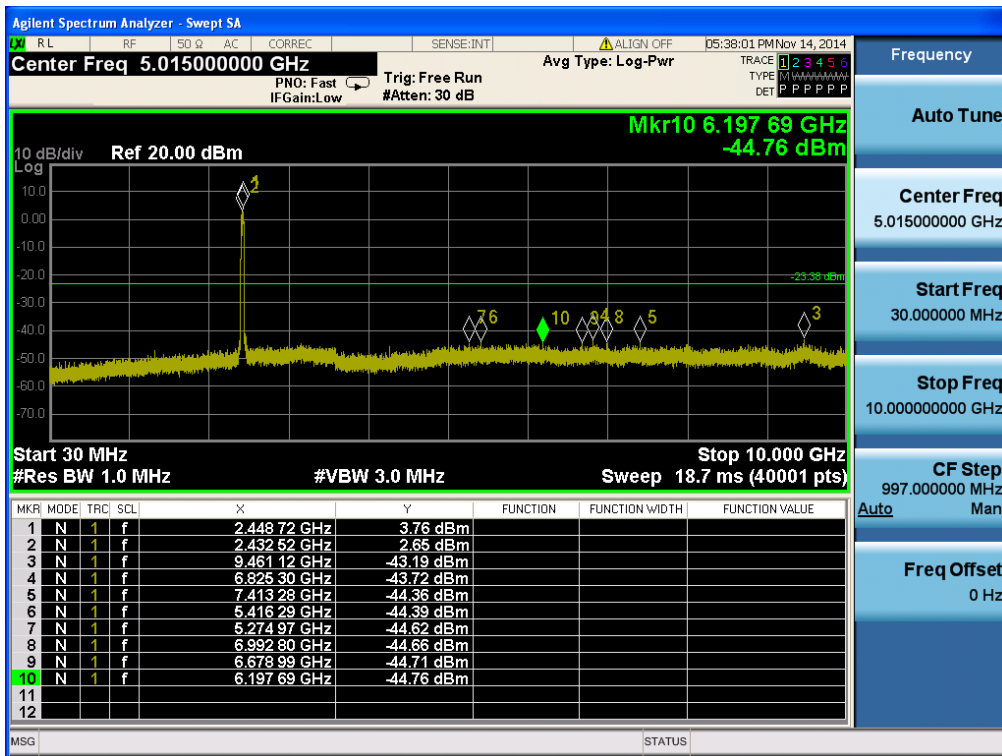 Agilent Spectrum Analyzer - Swept SA
LXI RL RF 50 Ω AC CORREC SENSE:INT ALIGN OFF 05:38:01 PM Nov 14, 2014
Center Freq 5.015000000 GHz
PNO: Fast
IFGain:Low
Trig: Free Run
#Atten: 30 dB
Avg Type: Log-Pwr
TRACE 1 2 3 4 5 6
TYPE M W W W W W
DET P P P P P P
Mkr10 6.197 69 GHz
-44.76 dBm
10 dB/div Ref 20.00 dBm
Log
10.0
0.00
-10.0
-20.0
-30.0
-40.0
-50.0
-60.0
-70.0
1
2
-23.38 dBm
7 6 10 9 4 8 5 3
Start 30 MHz Stop 10.000 GHz
#Res BW 1.0 MHz #VBW 3.0 MHz Sweep 18.7 ms (40001 pts)
MKR MODE TRC SCL X Y FUNCTION FUNCTION WIDTH FUNCTION VALUE
1 N 1 f 2.448 72 GHz 3.76 dBm
2 N 1 f 2.432 52 GHz 2.65 dBm
3 N 1 f 9.461 12 GHz -43.19 dBm
4 N 1 f 6.825 30 GHz -43.72 dBm
5 N 1 f 7.413 28 GHz -44.36 dBm
6 N 1 f 5.416 29 GHz -44.39 dBm
7 N 1 f 5.274 97 GHz -44.62 dBm
8 N 1 f 6.992 80 GHz -44.66 dBm
9 N 1 f 6.678 99 GHz -44.71 dBm
10 N 1 f 6.197 69 GHz -44.76 dBm
11
12
MSG STATUS
Frequency
Auto Tune
Center Freq
5.015000000 GHz
Start Freq
30.000000 MHz
Stop Freq
10.000000000 GHz
CF Step
997.000000 MHz
Auto Man
Freq Offset
0 Hz